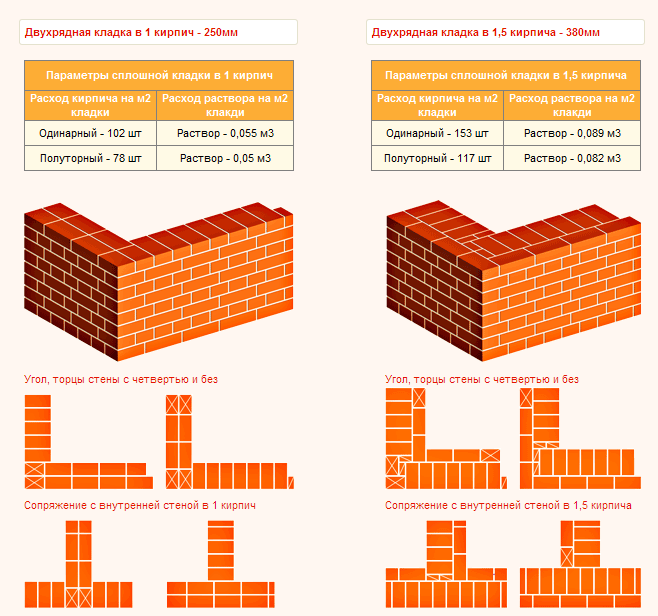 Двухрядная кладка в 1 кирпич - 250мм
Параметры сплошной кладки в 1 кирпич
Расход кирпича на м2
кладки
Расход раствора на м2
клакди
Одинарный - 102 шт
Раствор - 0,055 м3
Полуторный - 78 шт
Раствор - 0,05 м3
Угол, торцы стены с четвертью и без
Сопряжение с внутренней стеной в 1 кирпич
Двухрядная кладка в 1,5 кирпича - 380мм
Параметры сплошной кладки в 1,5 кирпича
Расход кирпича на м2
кладки
Расход раствора на м2
клакди
Одинарный - 153 шт
Раствор - 0,089 м3
Полуторный - 117 шт
Раствор - 0,082 м3
Угол, торцы стены с четвертью и без
Сопряжение с внутренней стеной в 1,5 кирпича